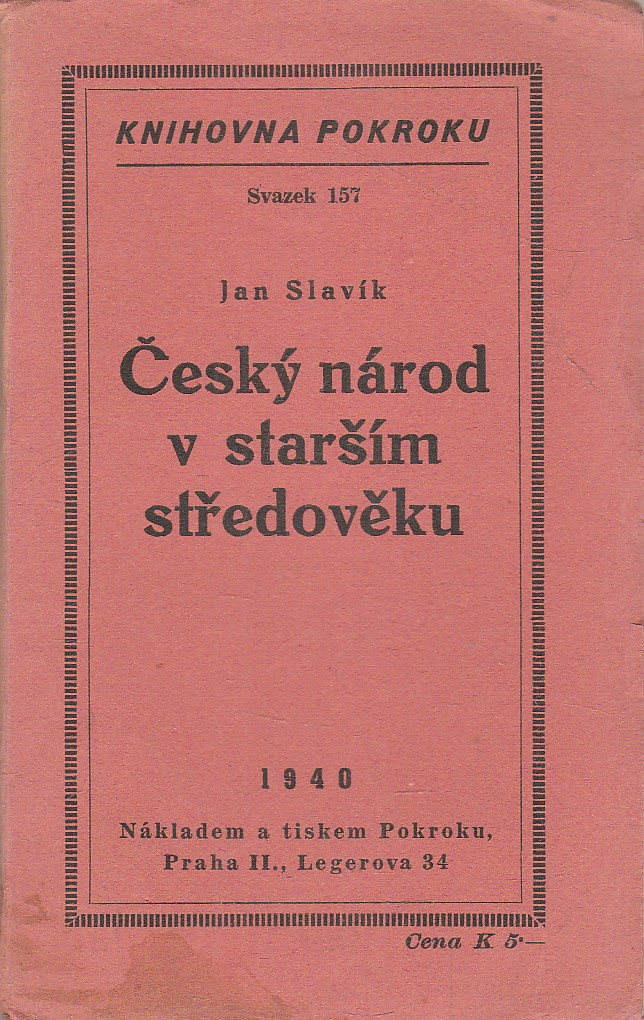 KNIHOVNA POKROKU
Svazek 157
Jan Slavík
Český národ
v starším
středověku
1940
Nákladem a tiskem Pokroku,
Praha II., Legerova 34
Cena K 5·—